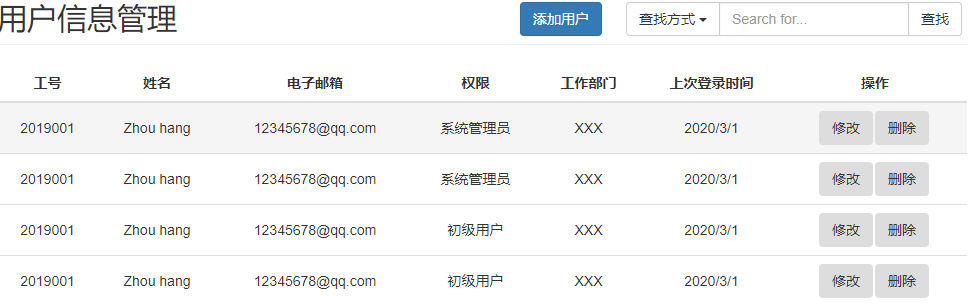 用户信息管理 添加用户 查找方式 Search for... 查找
工号 姓名 电子邮箱 权限 工作部门 上次登录时间 操作
2019001 Zhou hang 12345678@qq.com 系统管理员 XXX 2020/3/1 修改 删除
2019001 Zhou hang 12345678@qq.com 系统管理员 XXX 2020/3/1 修改 删除
2019001 Zhou hang 12345678@qq.com 初级用户 XXX 2020/3/1 修改 删除
2019001 Zhou hang 12345678@qq.com 初级用户 XXX 2020/3/1 修改 删除